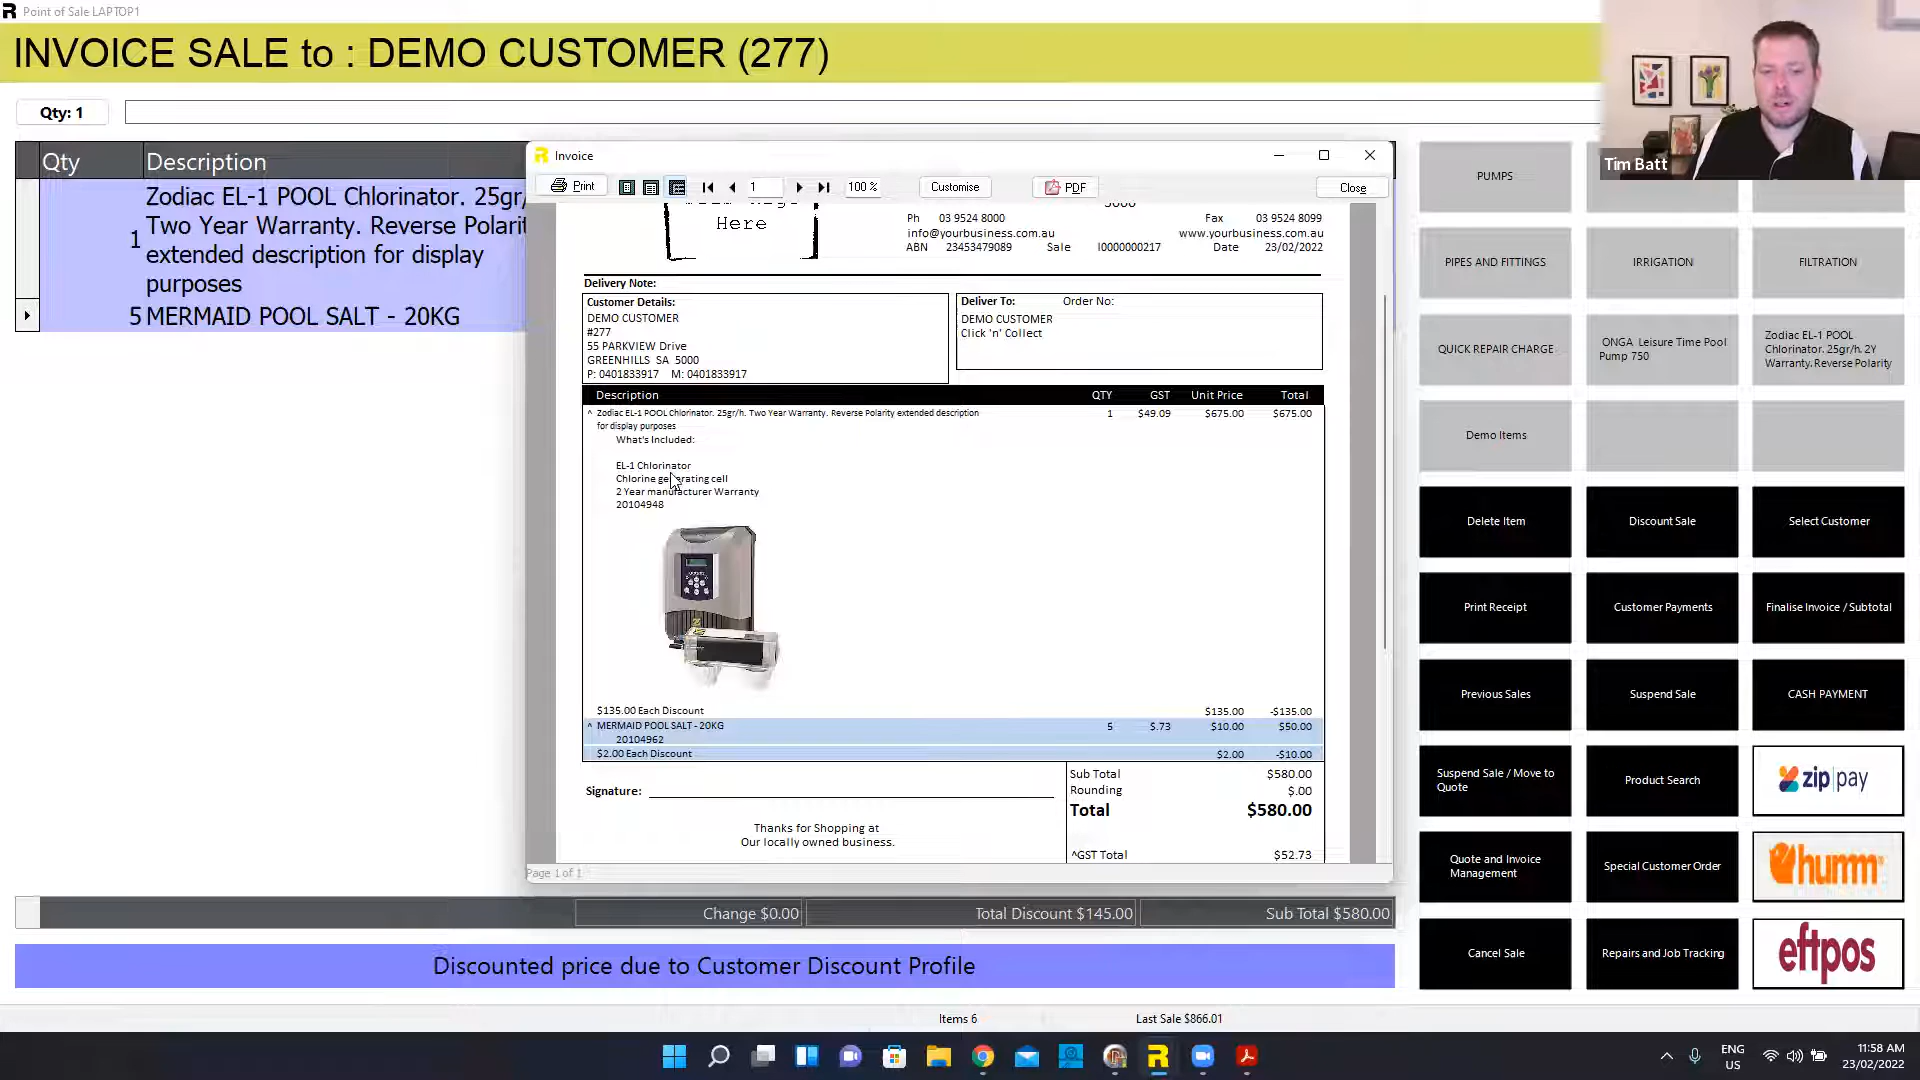 Point of Sale LAPTOP1
INVOICE SALE to : DEMO CUSTOMER (277)
Tim Batt
Qty: 1
Qty Description
Zodiac EL-1 POOL Chlorinator. 25gr/
Two Year Warranty. Reverse Polarit
1 extended description for display
purposes
5 MERMAID POOL SALT - 20KG
Invoice
Print 1 100 % Customise PDF Close
Here
Ph 03 9524 8000 Fax 03 9524 8099
info@yourbusiness.com.au www.yourbusiness.com.au
ABN 23453479089 Sale I0000000217 Date 23/02/2022
Delivery Note:
Customer Details:
DEMO CUSTOMER
#277
55 PARKVIEW Drive
GREENHILLS SA 5000
P: 0401833917 M: 0401833917
Deliver To: Order No:
DEMO CUSTOMER
Click 'n' Collect
Description QTY GST Unit Price Total
^ Zodiac EL-1 POOL Chlorinator. 25gr/h. Two Year Warranty. Reverse Polarity extended description 1 $49.09 $675.00 $675.00
for display purposes
What's Included:
EL-1 Chlorinator
Chlorine generating cell
2 Year manufacturer Warranty
20104948
$135.00 Each Discount $135.00 -$135.00
^ MERMAID POOL SALT - 20KG 5 $.73 $10.00 $50.00
20104962
$2.00 Each Discount $2.00 -$10.00
Signature:
Thanks for Shopping at
Our locally owned business.
Sub Total $580.00
Rounding $.00
Total $580.00
^GST Total $52.73
Page 1 of 1
Change $0.00 Total Discount $145.00 Sub Total $580.00
Discounted price due to Customer Discount Profile
Items 6 Last Sale $866.01
PUMPS
PIPES AND FITTINGS IRRIGATION FILTRATION
QUICK REPAIR CHARGE
ONGA Leisure Time Pool
Pump 750
Zodiac EL-1 POOL
Chlorinator. 25gr/h. 2Y
Warranty. Reverse Polarity
Demo Items
Delete Item Discount Sale Select Customer
Print Receipt Customer Payments Finalise Invoice / Subtotal
Previous Sales Suspend Sale CASH PAYMENT
Suspend Sale / Move to
Quote
Product Search
zip pay
Quote and Invoice
Management
Special Customer Order
humm
Cancel Sale Repairs and Job Tracking eftpos
ENG
US
11:58 AM
23/02/2022